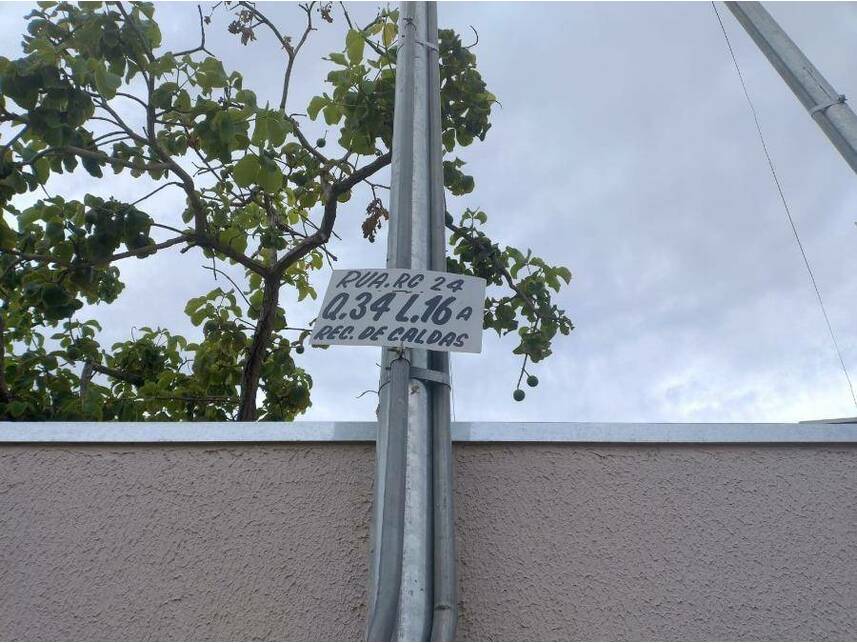 RUA.RC 24
Q.34 L.16 A
REC. DE CALDAS